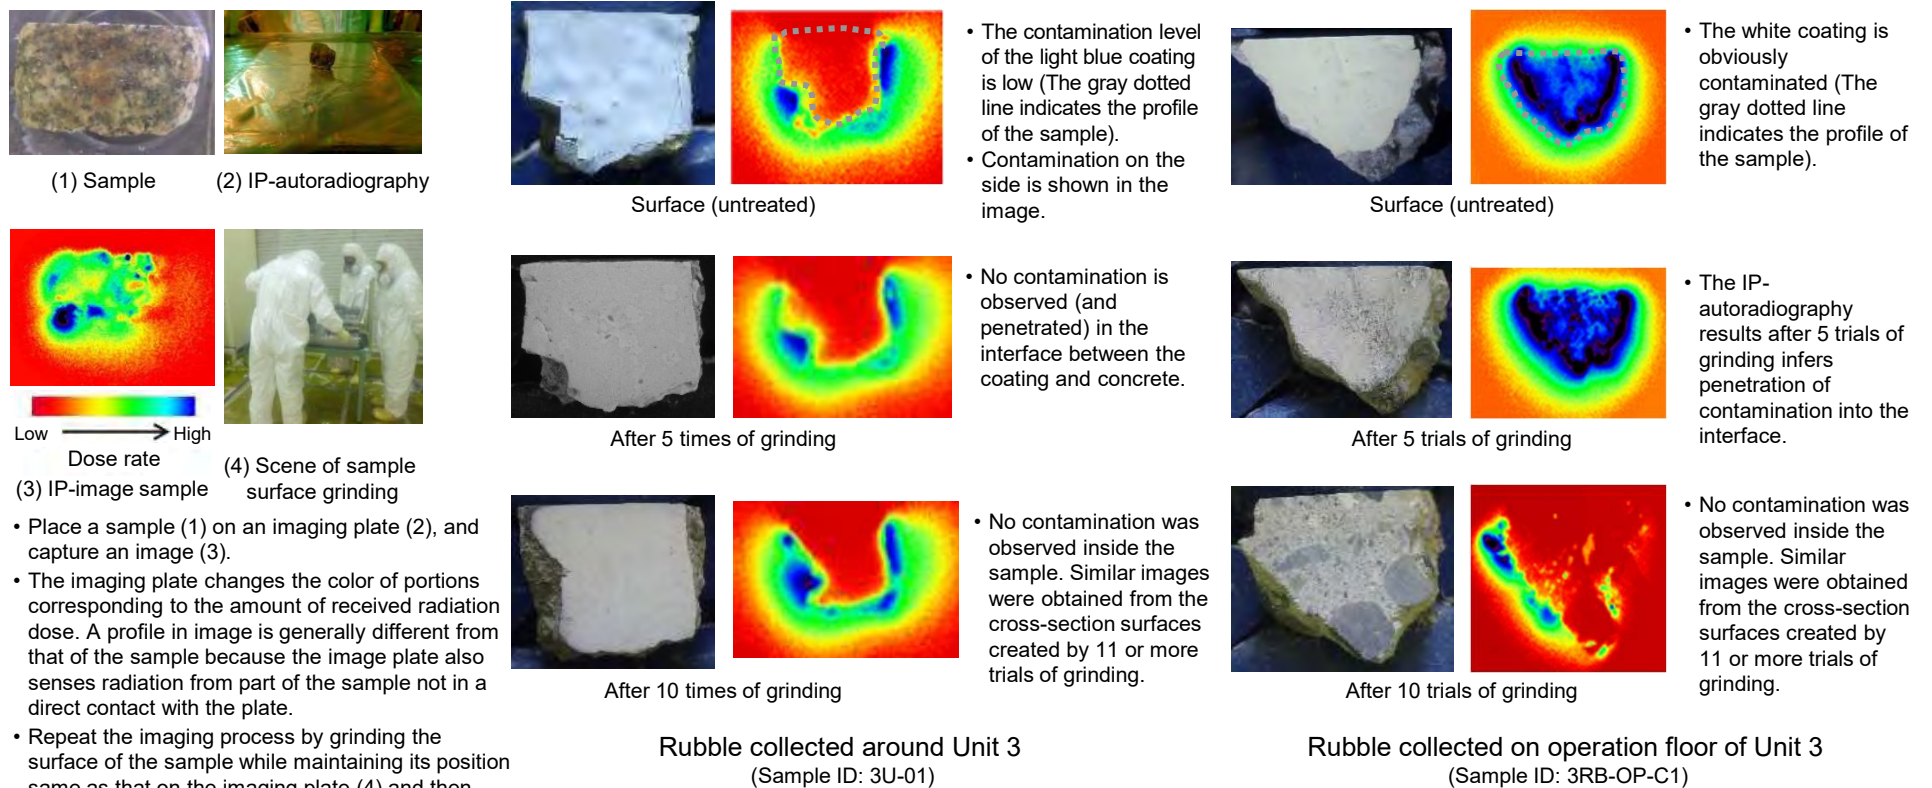 (1) Sample
(2) IP-autoradiography
Low
High
Dose rate
(3) IP-image sample
(4) Scene of sample
surface grinding
• Place a sample (1) on an imaging plate (2), and
capture an image (3).
• The imaging plate changes the color of portions
corresponding to the amount of received radiation
dose. A profile in image is generally different from
that of the sample because the image plate also
senses radiation from part of the sample not in a
direct contact with the plate.
• Repeat the imaging process by grinding the
surface of the sample while maintaining its position
same as that on the imaging plate (4) and then
Surface (untreated)
• The contamination level
of the light blue coating
is low (The gray dotted
line indicates the profile
of the sample).
• Contamination on the
side is shown in the
image.
After 5 times of grinding
• No contamination is
observed (and
penetrated) in the
interface between the
coating and concrete.
After 10 times of grinding
• No contamination was
observed inside the
sample. Similar images
were obtained from the
cross-section surfaces
created by 11 or more
trials of grinding.
Rubble collected around Unit 3
(Sample ID: 3U-01)
Surface (untreated)
• The white coating is
obviously
contaminated (The
gray dotted line
indicates the profile of
the sample).
After 5 trials of grinding
• The IP-
autoradiography
results after 5 trials of
grinding infers
penetration of
contamination into the
interface.
After 10 trials of grinding
• No contamination was
observed inside the
sample. Similar
images were obtained
from the cross-section
surfaces created by
11 or more trials of
grinding.
Rubble collected on operation floor of Unit 3
(Sample ID: 3RB-OP-C1)